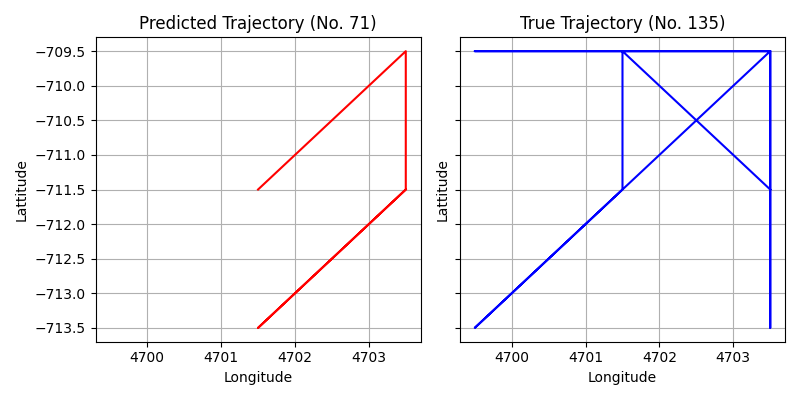 Predicted Trajectory (No. 71)
True Trajectory (No. 135)
−709.5
−710.0
−710.5
−711.0
−711.5
−712.0
−712.5
−713.0
−713.5
Lattitude
Lattitude
4700 4701 4702 4703
4700 4701 4702 4703
Longitude
Longitude